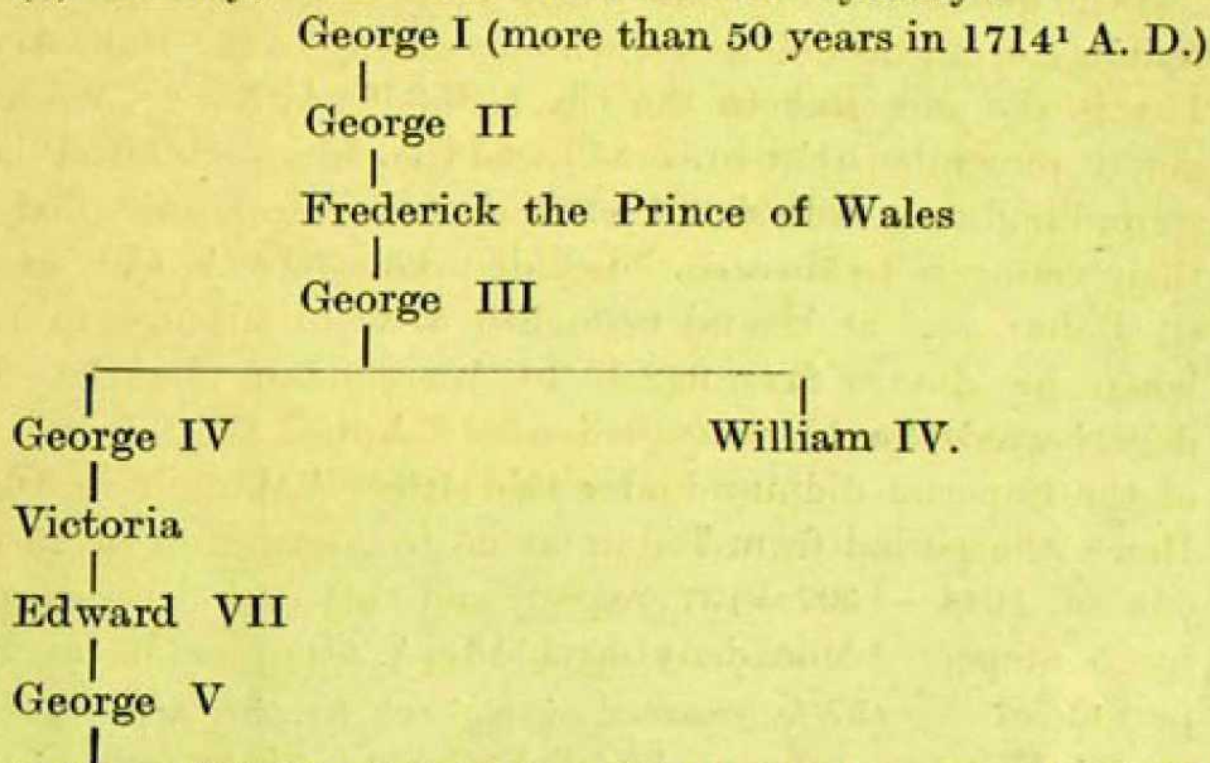 George I (more than 50 years in 1714¹ A. D.)
George II
Frederick the Prince of Wales
George III
George IV William IV.
Victoria
Edward VII
George V